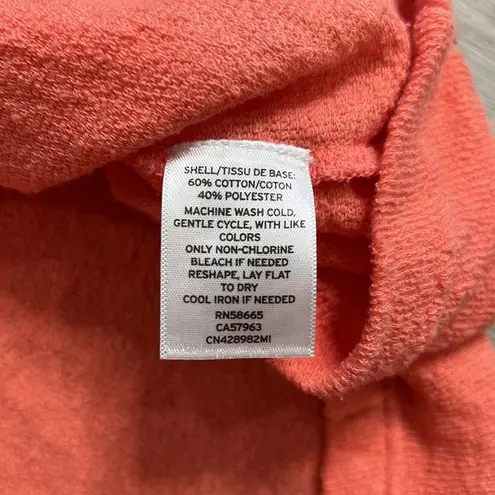 SHELL/TISSU DE BASE:
60% COTTON/COTON
40% POLYESTER
MACHINE WASH COLD,
GENTLE CYCLE, WITH LIKE
COLORS
ONLY NON-CHLORINE
BLEACH IF NEEDED
RESHAPE, LAY FLAT
TO DRY
COOL IRON IF NEEDED
RN58665
CA57963
CN428982MI